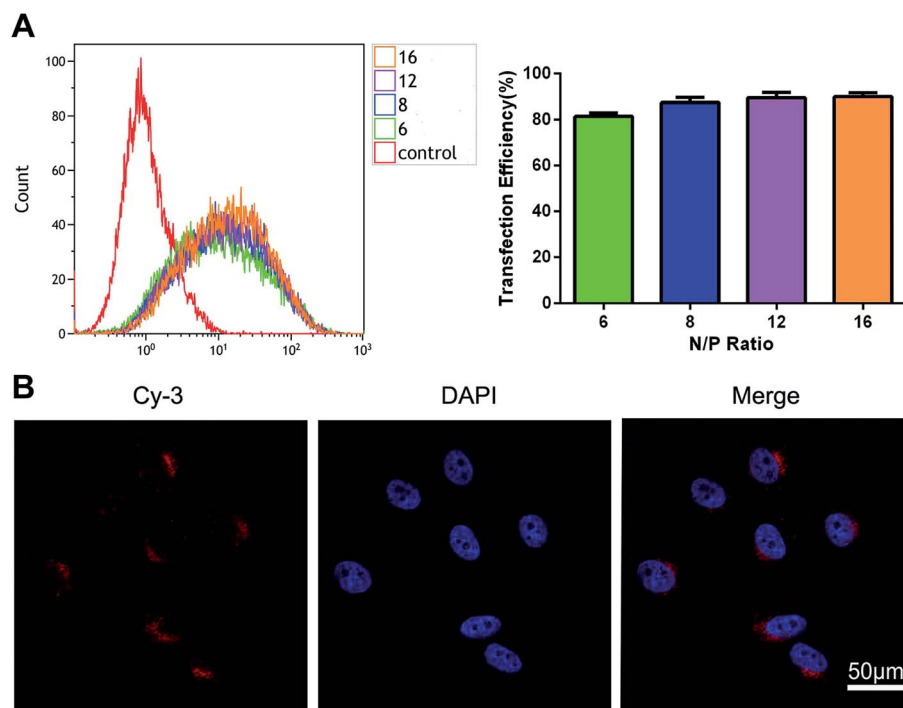 A
Count
100
80
60
40
20
0
10⁰
10¹
10²
10³
16
12
8
6
control
Transfection Efficiency(%)
100
80
60
40
20
0
6
8
12
16
N/P Ratio
B
Cy-3
DAPI
Merge
50μm